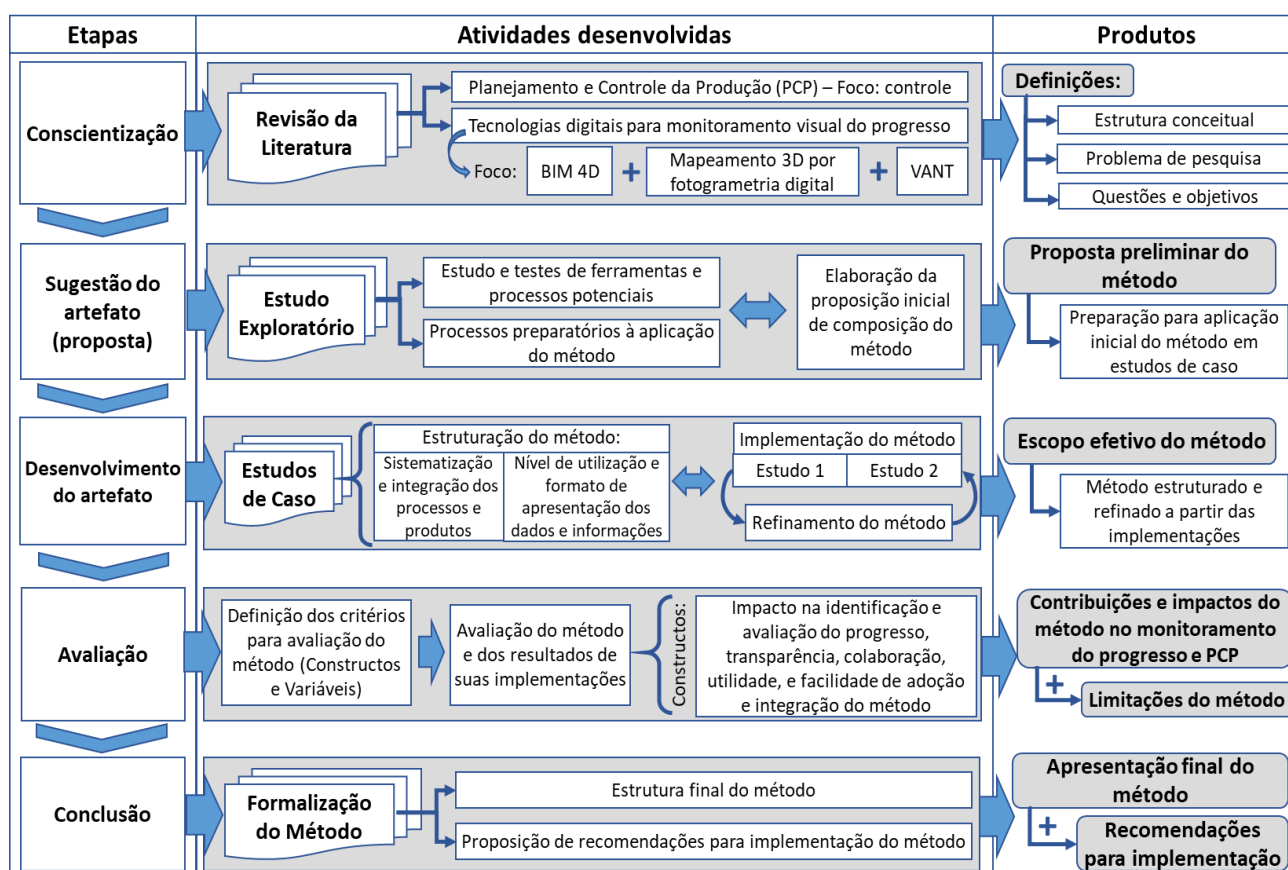 Etapas
Atividades desenvolvidas
Produtos
Conscientização
Revisão da
Literatura
Planejamento e Controle da Produção (PCP) – Foco: controle
Tecnologias digitais para monitoramento visual do progresso
Foco:
BIM 4D
+
Mapeamento 3D por
fotogrametria digital
+
VANT
Definições:
Estrutura conceitual
Problema de pesquisa
Questões e objetivos
Sugestão do
artefato
(proposta)
Estudo
Exploratório
Estudo e testes de ferramentas e
processos potenciais
Processos preparatórios à aplicação
do método
Elaboração da
proposição inicial
de composição do
método
Proposta preliminar do
método
Preparação para aplicação
inicial do método em
estudos de caso
Desenvolvimento
do artefato
Estudos
de Caso
Estruturação do método:
Sistematização
e integração dos
processos e
produtos
Nível de utilização e
formato de
apresentação dos
dados e informações
Implementação do método
Estudo 1
Estudo 2
Refinamento do método
Escopo efetivo do método
Método estruturado e
refinado a partir das
implementações
Avaliação
Definição dos critérios
para avaliação do
método (Constructos
e Variáveis)
Avaliação do método
e dos resultados de
suas implementações
Constructos:
Impacto na identificação e
avaliação do progresso,
transparência, colaboração,
utilidade, e facilidade de adoção
e integração do método
Contribuições e impactos do
método no monitoramento
do progresso e PCP
+
Limitações do método
Conclusão
Formalização
do Método
Estrutura final do método
Proposição de recomendações para implementação do método
Apresentação final do
método
+
Recomendações
para implementação